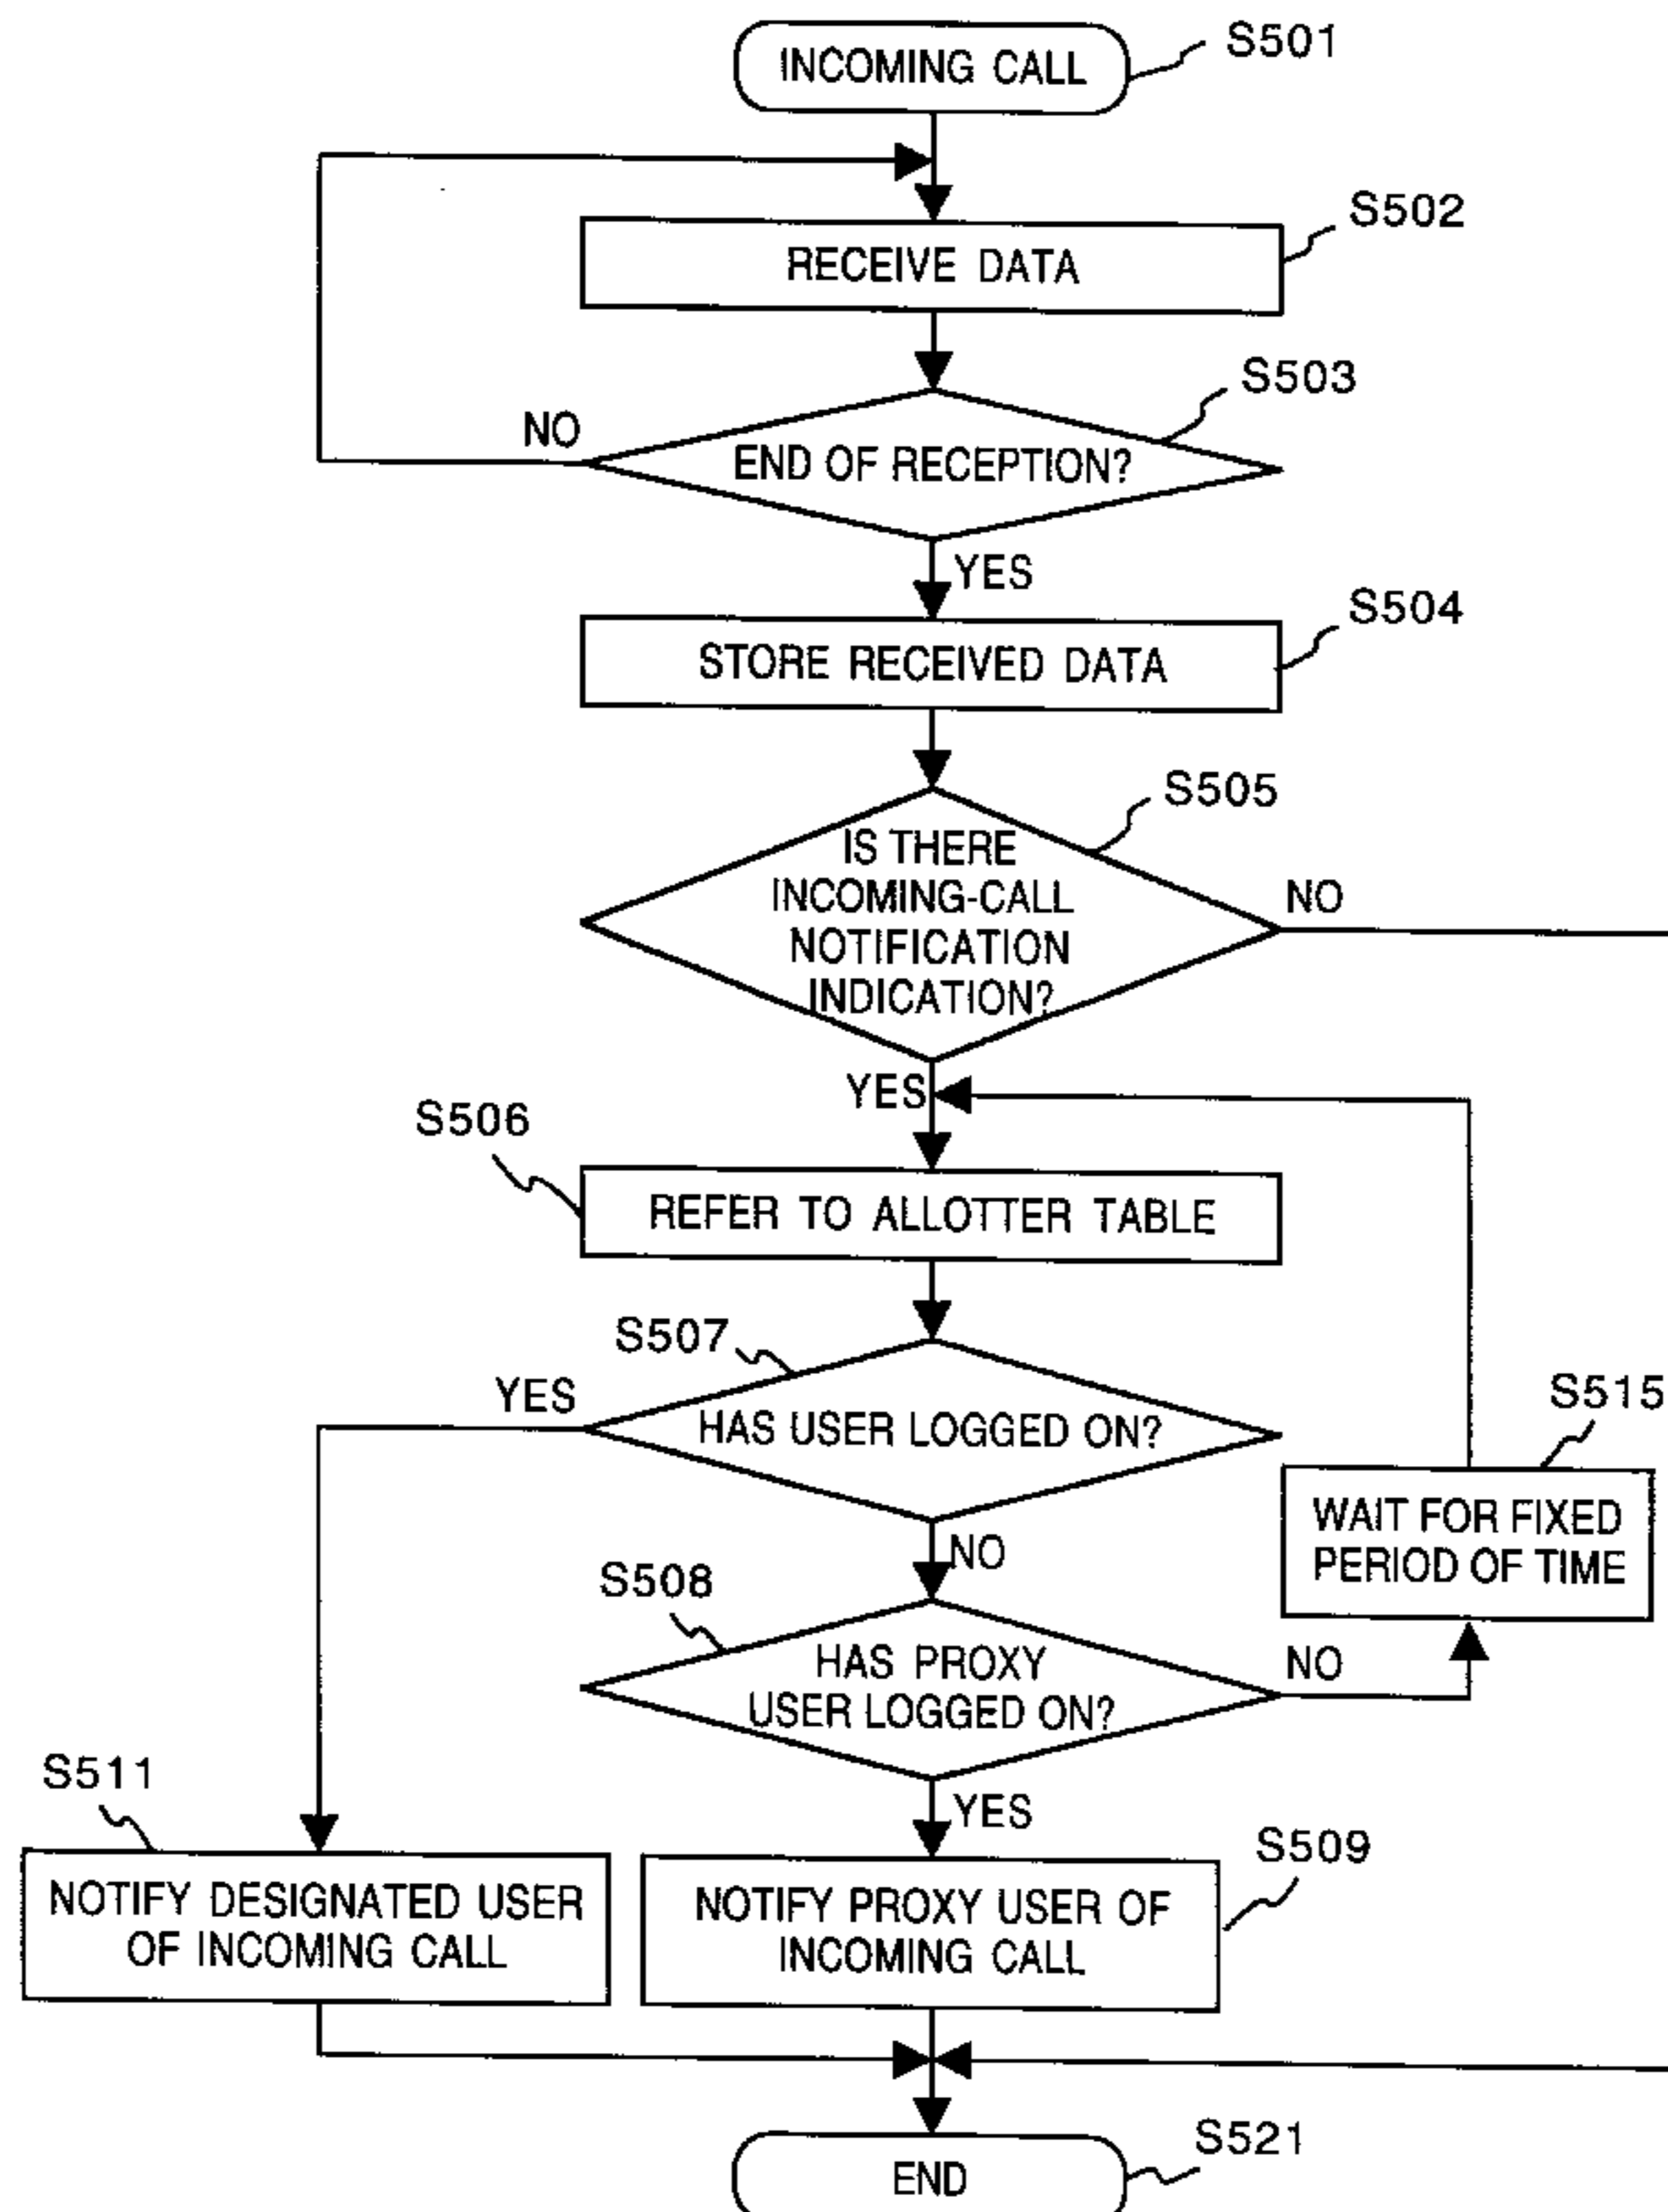 INCOMING CALL
S501
S502
RECEIVE DATA
S503
NO
END OF RECEPTION?
YES
S504
STORE RECEIVED DATA
S505
IS THERE
INCOMING-CALL
NOTIFICATION
INDICATION?
NO
YES
S506
REFER TO ALLOTTER TABLE
S507
YES
HAS USER LOGGED ON?
S515
WAIT FOR FIXED
PERIOD OF TIME
NO
S508
HAS PROXY
USER LOGGED ON?
NO
S511
YES
S509
NOTIFY DESIGNATED USER
OF INCOMING CALL
NOTIFY PROXY USER OF
INCOMING CALL
S521
END